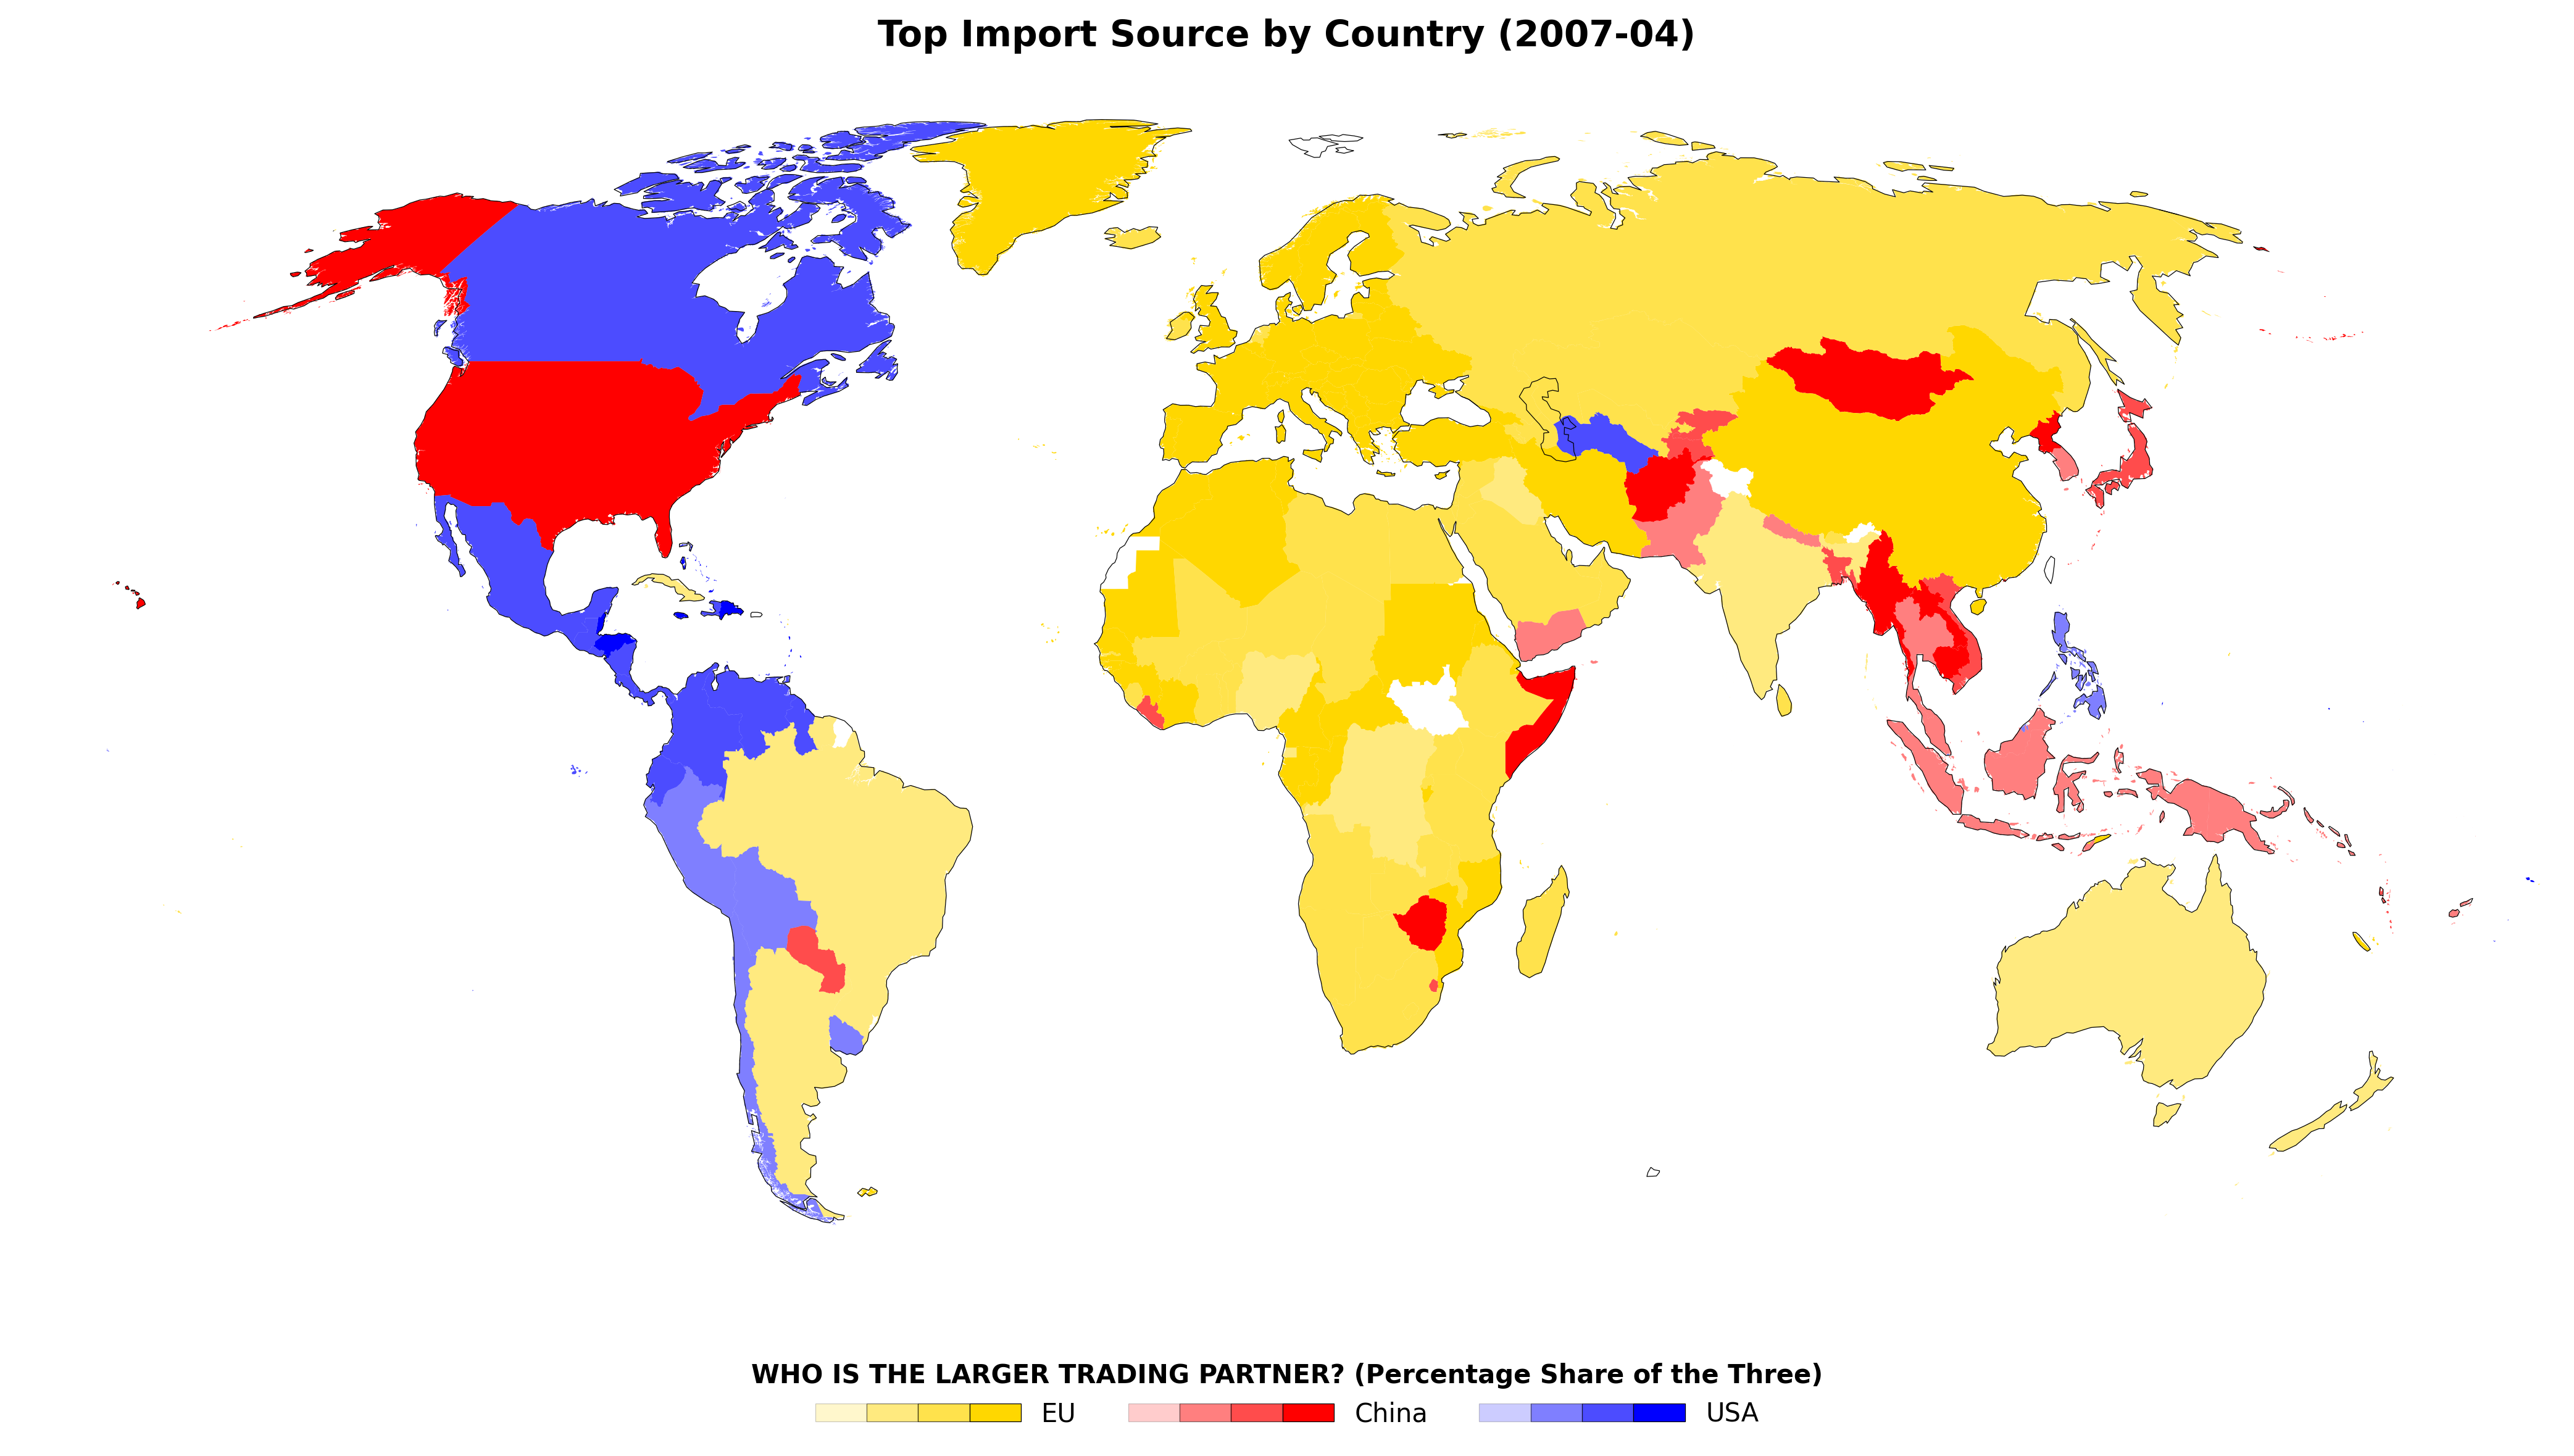 Top Import Source by Country (2007-04)
WHO IS THE LARGER TRADING PARTNER? (Percentage Share of the Three)
EU China USA